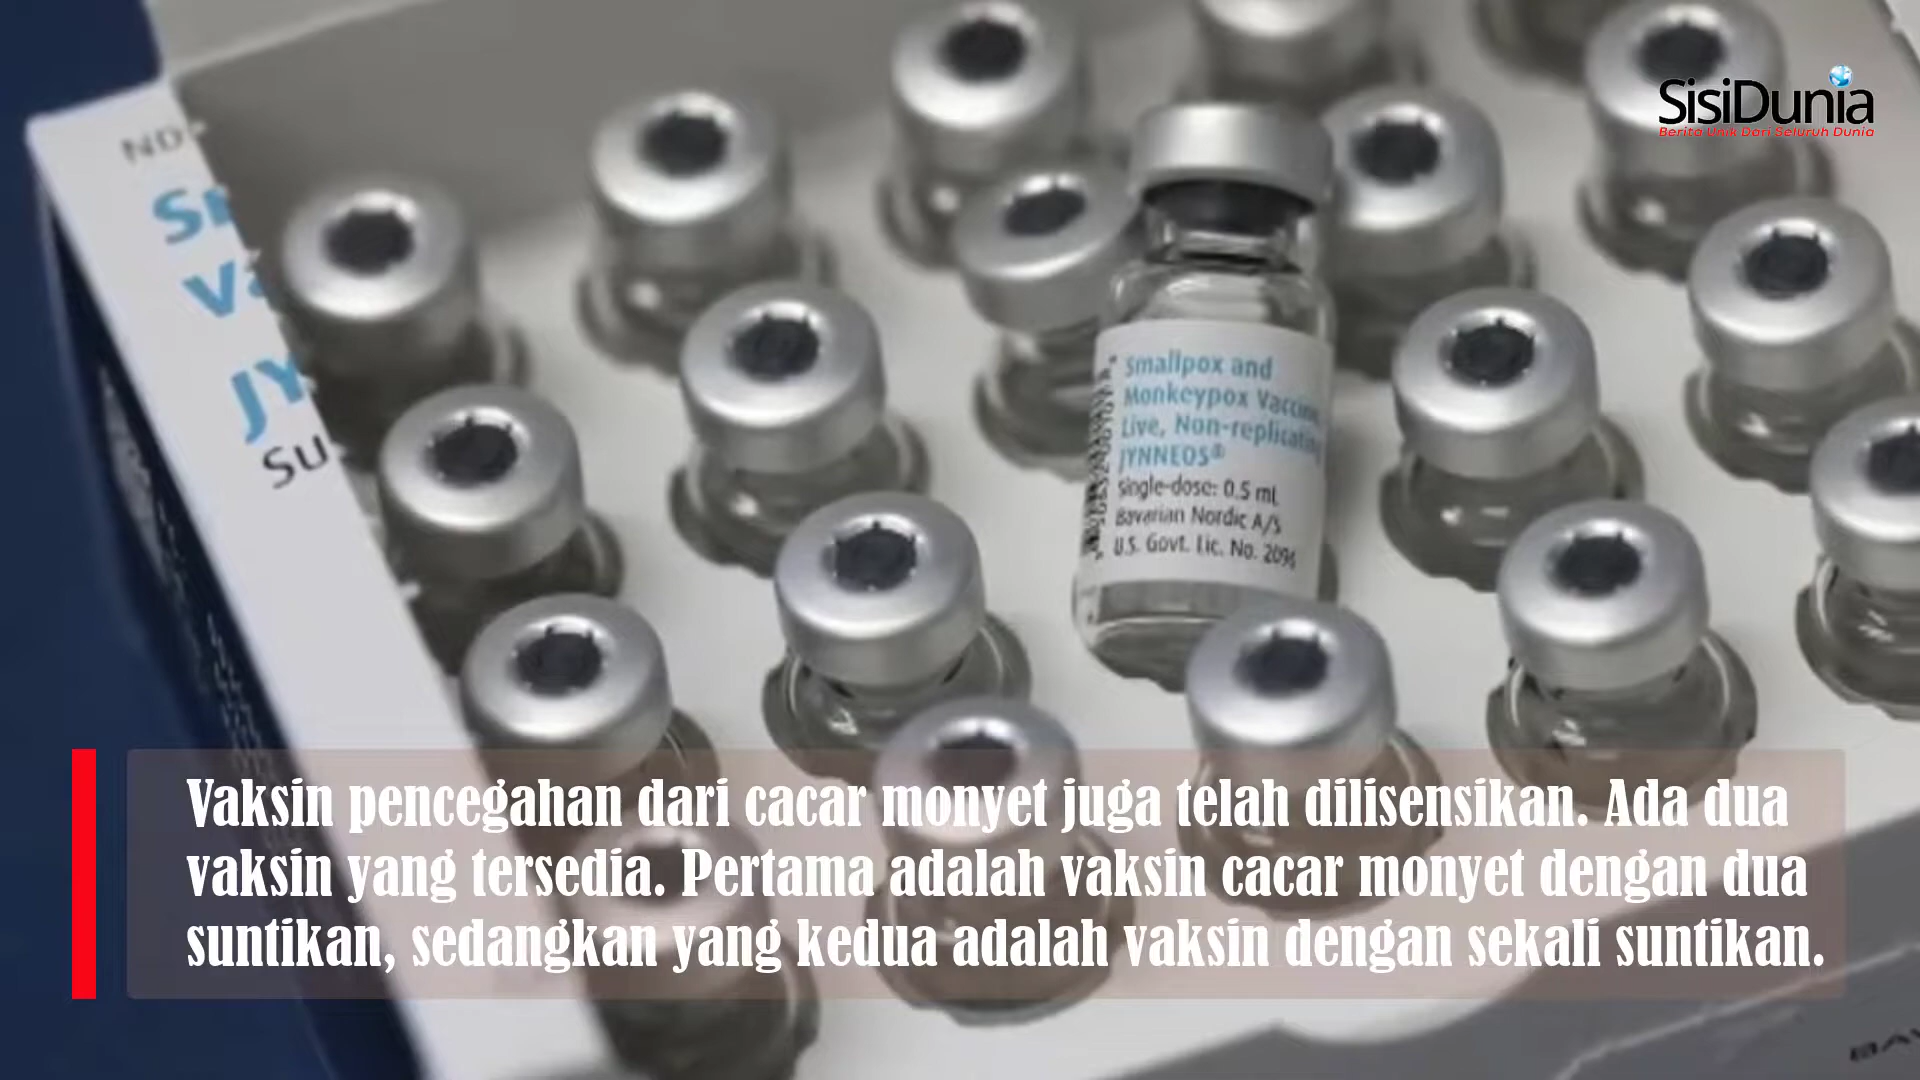 SisiDunia
Berita Unik Dari Seluruh Dunia
ND
Su
Smallpox and
Monkeypox Vaccine
Live, Non-replicating
JYNNEOS®
single-dose: 0.5 mL
Bavarian Nordic A/S
U.S. Govt. Lic. No. 2096
Vaksin pencegahan dari cacar monyet juga telah dilisensikan. Ada dua
vaksin yang tersedia. Pertama adalah vaksin cacar monyet dengan dua
suntikan, sedangkan yang kedua adalah vaksin dengan sekali suntikan.